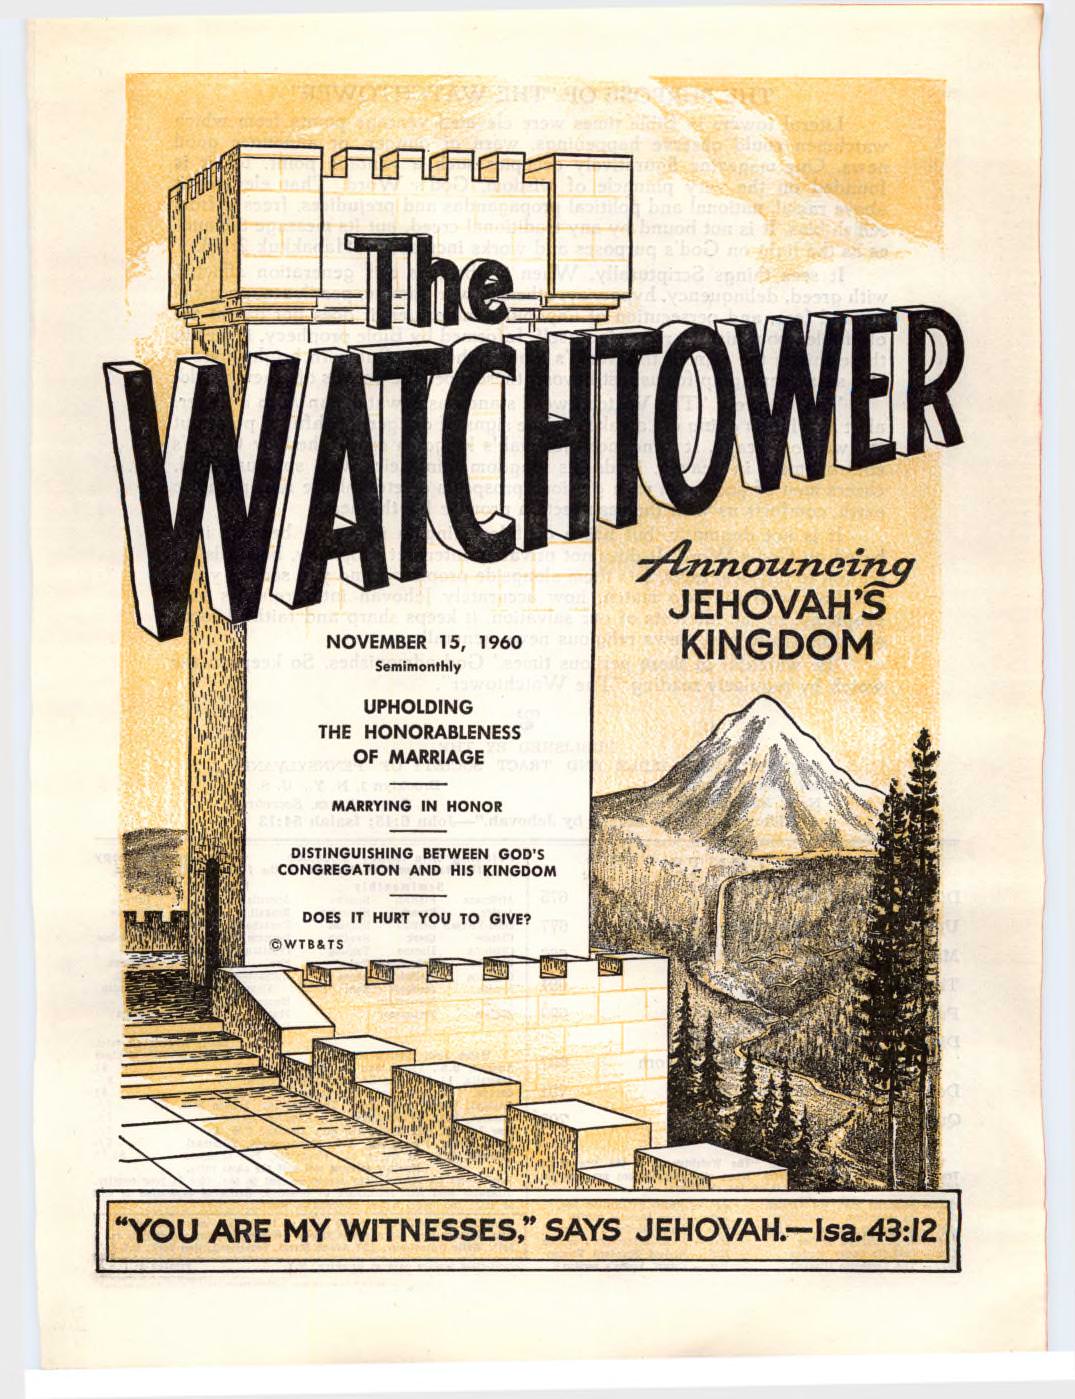 The
WATCHTOWER
Announcing
JEHOVAH'S
KINGDOM
NOVEMBER 15, 1960
Semimonthly
UPHOLDING
THE HONORABLENESS
OF MARRIAGE
MARRYING IN HONOR
DISTINGUISHING BETWEEN GOD'S
CONGREGATION AND HIS KINGDOM
DOES IT HURT YOU TO GIVE?
©WTB&TS
“YOU ARE MY WITNESSES,” SAYS JEHOVAH.—Isa. 43:12